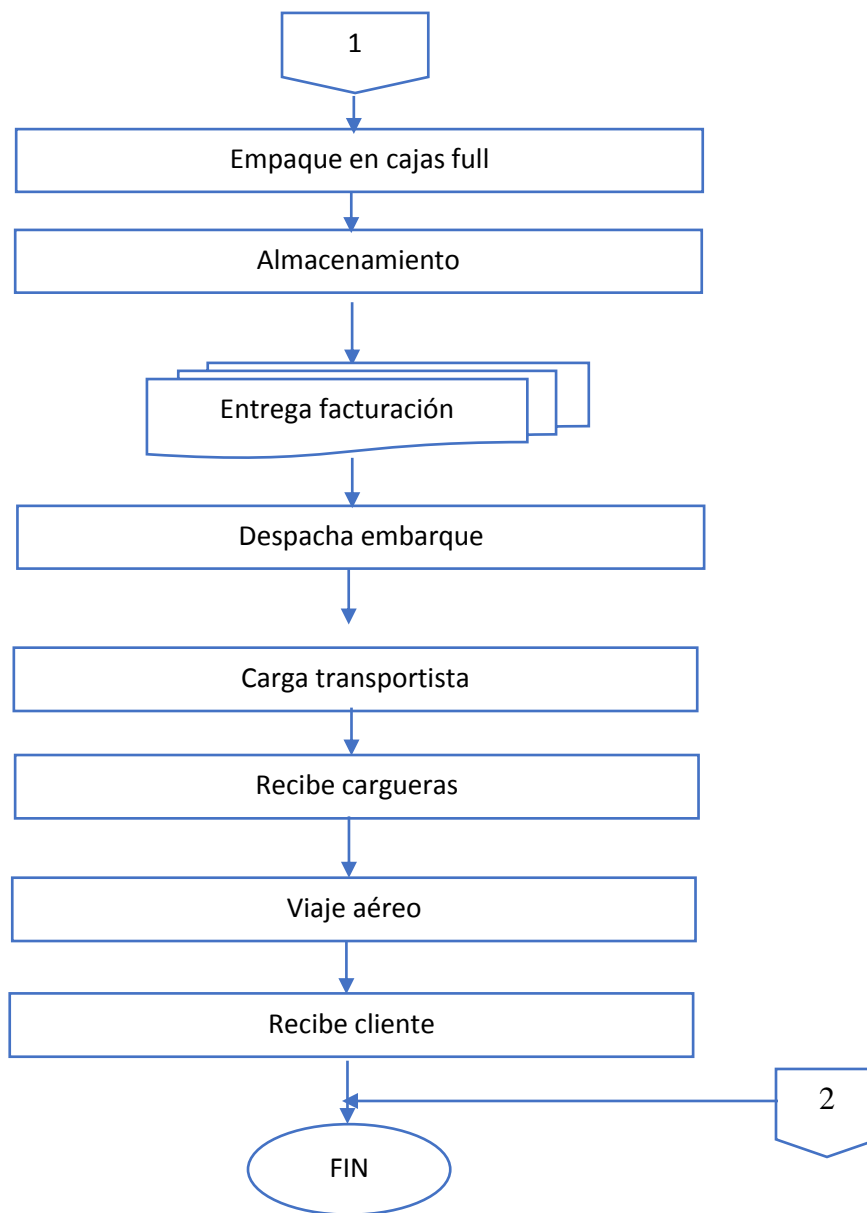 1
Empaque en cajas full
Almacenamiento
Entrega facturación
Despacha embarque
Carga transportista
Recibe cargueras
Viaje aéreo
Recibe cliente
2
FIN